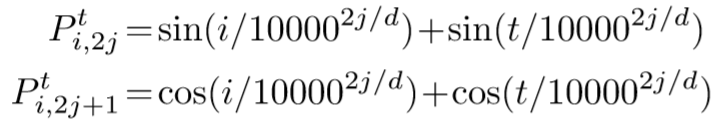 P^t_{i,2j}=sin(i/10000^{2j/d})+sin(t/10000^{2j/d})
P^t_{i,2j+1}=cos(i/10000^{2j/d})+cos(t/10000^{2j/d})